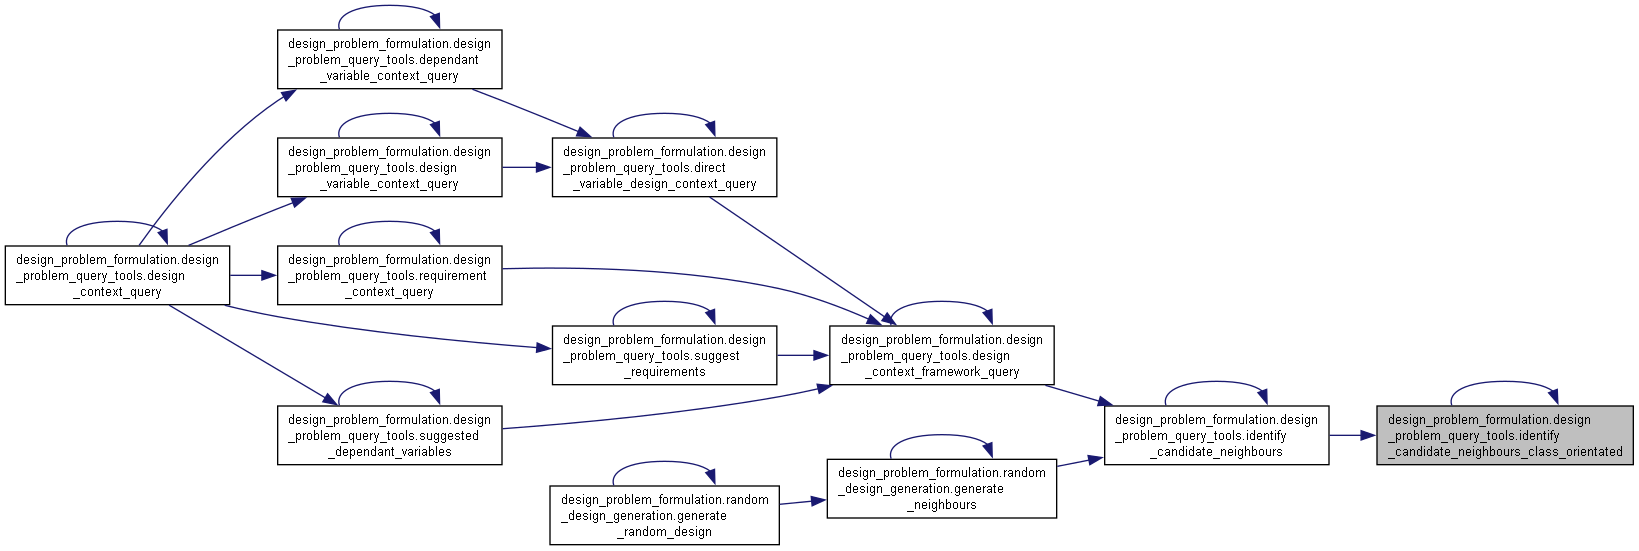 design_problem_formulation.design
_problem_query_tools.dependant
_variable_context_query
design_problem_formulation.design
_problem_query_tools.design
_variable_context_query
design_problem_formulation.design
_problem_query_tools.direct
_variable_design_context_query
design_problem_formulation.design
_problem_query_tools.design
_context_query
design_problem_formulation.design
_problem_query_tools.requirement
_context_query
design_problem_formulation.design
_problem_query_tools.suggest
_requirements
design_problem_formulation.design
_problem_query_tools.design
_context_framework_query
design_problem_formulation.design
_problem_query_tools.suggested
_dependant_variables
design_problem_formulation.design
_problem_query_tools.identify
_candidate_neighbours
design_problem_formulation.design
_problem_query_tools.identify
_candidate_neighbours_class_orientated
design_problem_formulation.random
_design_generation.generate
_neighbours
design_problem_formulation.random
_design_generation.generate
_random_design